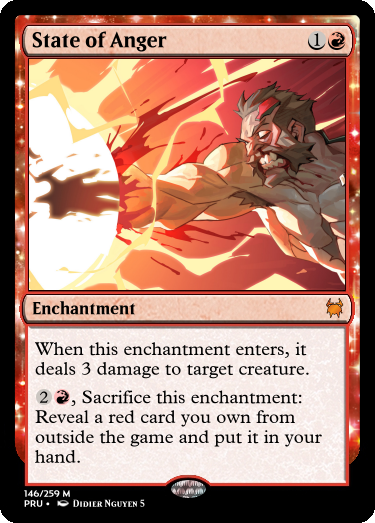 State of Anger 1
Enchantment
When this enchantment enters, it
deals 3 damage to target creature.
2, Sacrifice this enchantment:
Reveal a red card you own from
outside the game and put it in your
hand.
146/259 M
PRU • Didier Nguyen 5